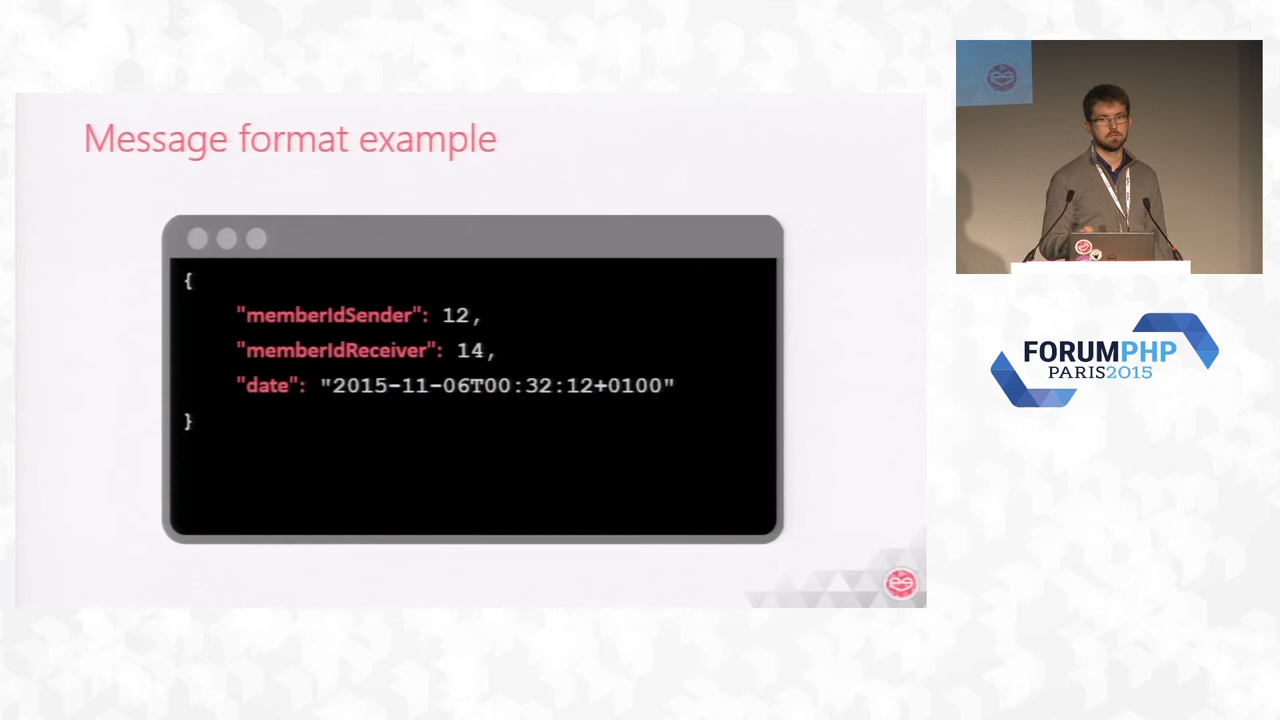 Message format example
{
"memberIdSender": 12,
"memberIdReceiver": 14,
"date": "2015-11-06T00:32:12+0100"
}
FORUMPHP
PARIS2015